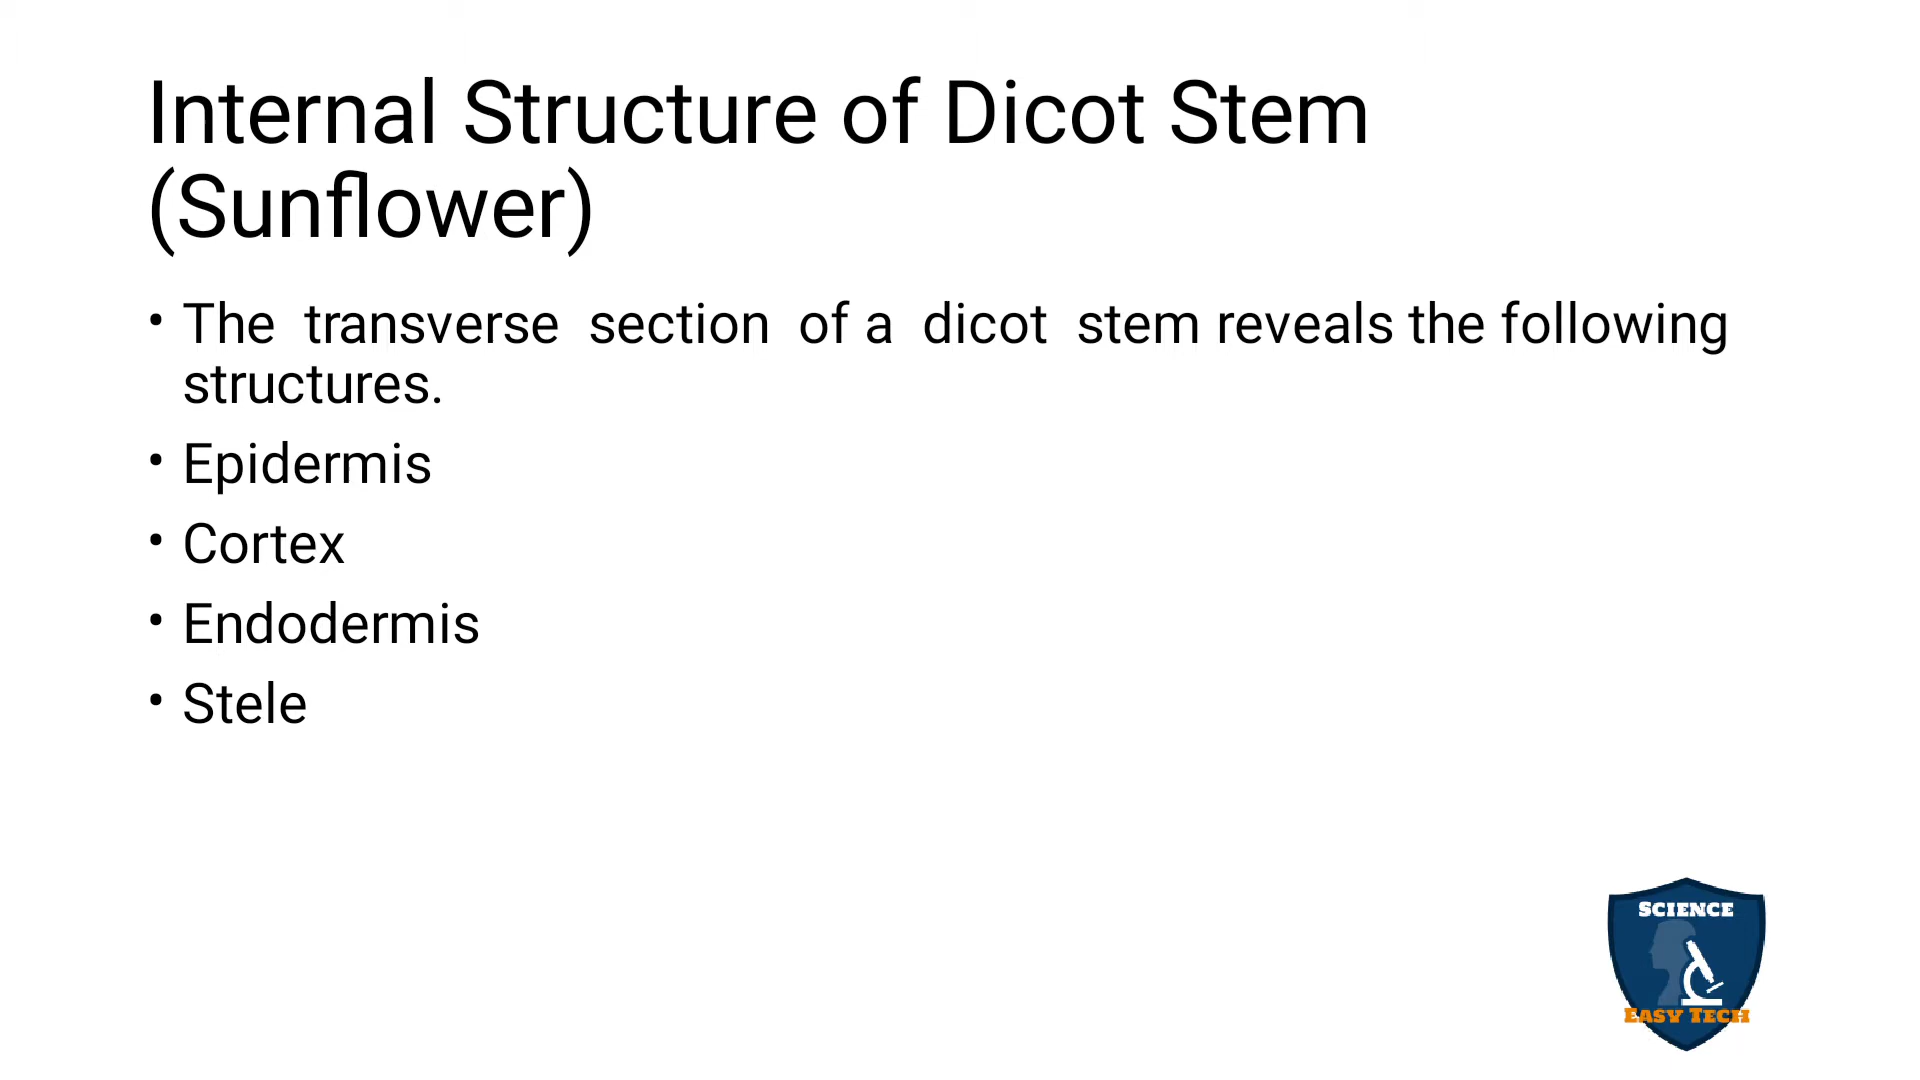 Internal Structure of Dicot Stem
(Sunflower)
• The transverse section of a dicot stem reveals the following
structures.
• Epidermis
• Cortex
• Endodermis
• Stele
SCIENCE
EASY TECH